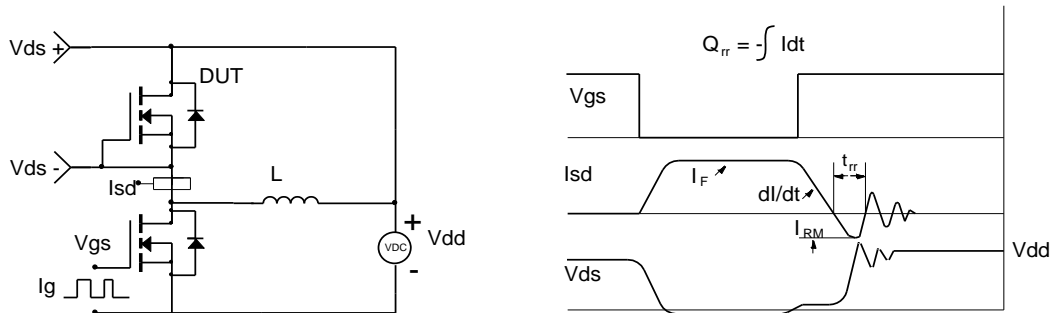 Vds +
DUT
Vds -
Isd
L
+
VDC
-
Vdd
Vgs
Ig
Q_rr = -∫ Idt
Vgs
Isd
I_F
t_rr
dI/dt
I_RM
Vds
Vdd